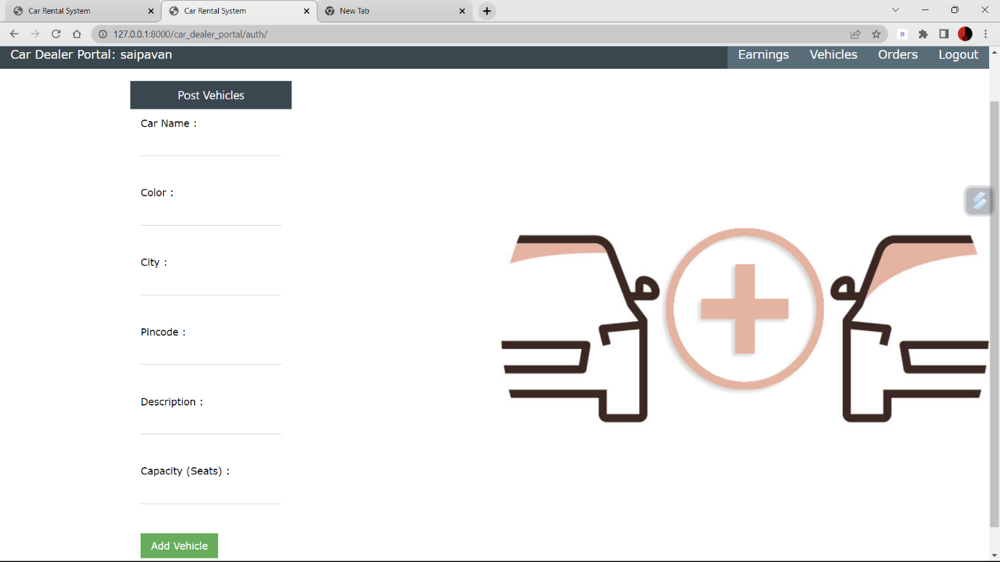 Car Rental System
Car Rental System
New Tab
127.0.0.1:8000/car_dealer_portal/auth/
B
Car Dealer Portal: saipavan
Earnings
Vehicles
Orders
Logout
Post Vehicles
Car Name :
Color :
City :
Pincode :
Description :
Capacity (Seats) :
Add Vehicle